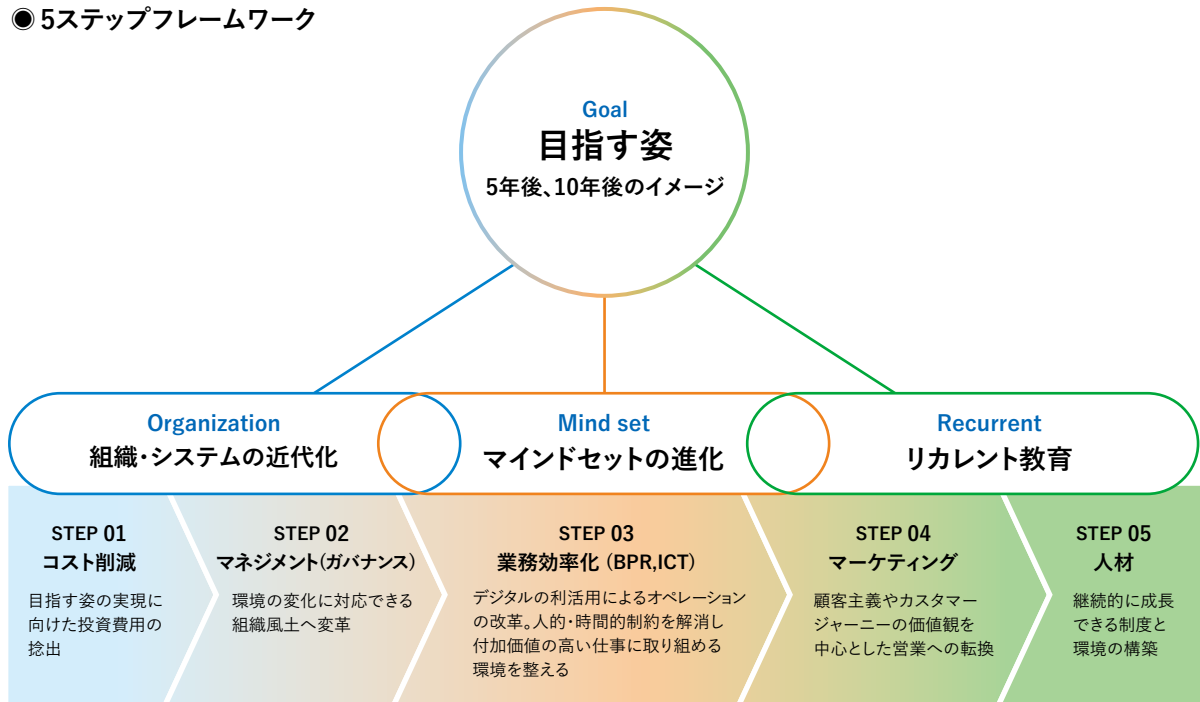 ◉ 5ステップフレームワーク
Goal
目指す姿
5年後、10年後のイメージ
Organization
組織・システムの近代化
Mind set
マインドセットの進化
Recurrent
リカレント教育
STEP 01
コスト削減
目指す姿の実現に
向けた投資費用の
捻出
STEP 02
マネジメント(ガバナンス)
環境の変化に対応できる
組織風土へ変革
STEP 03
業務効率化 (BPR,ICT)
デジタルの利活用によるオペレーション
の改革。人的・時間的制約を解消し
付加価値の高い仕事に取り組める
環境を整える
STEP 04
マーケティング
顧客主義やカスタマー
ジャーニーの価値観を
中心とした営業への転換
STEP 05
人材
継続的に成長
できる制度と
環境の構築